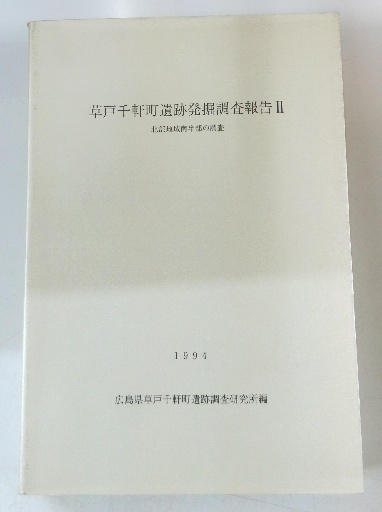 草戸千軒町遺跡発掘調査報告Ⅱ
北部地域南半部の調査
1994
広島県草戸千軒町遺跡調査研究所編